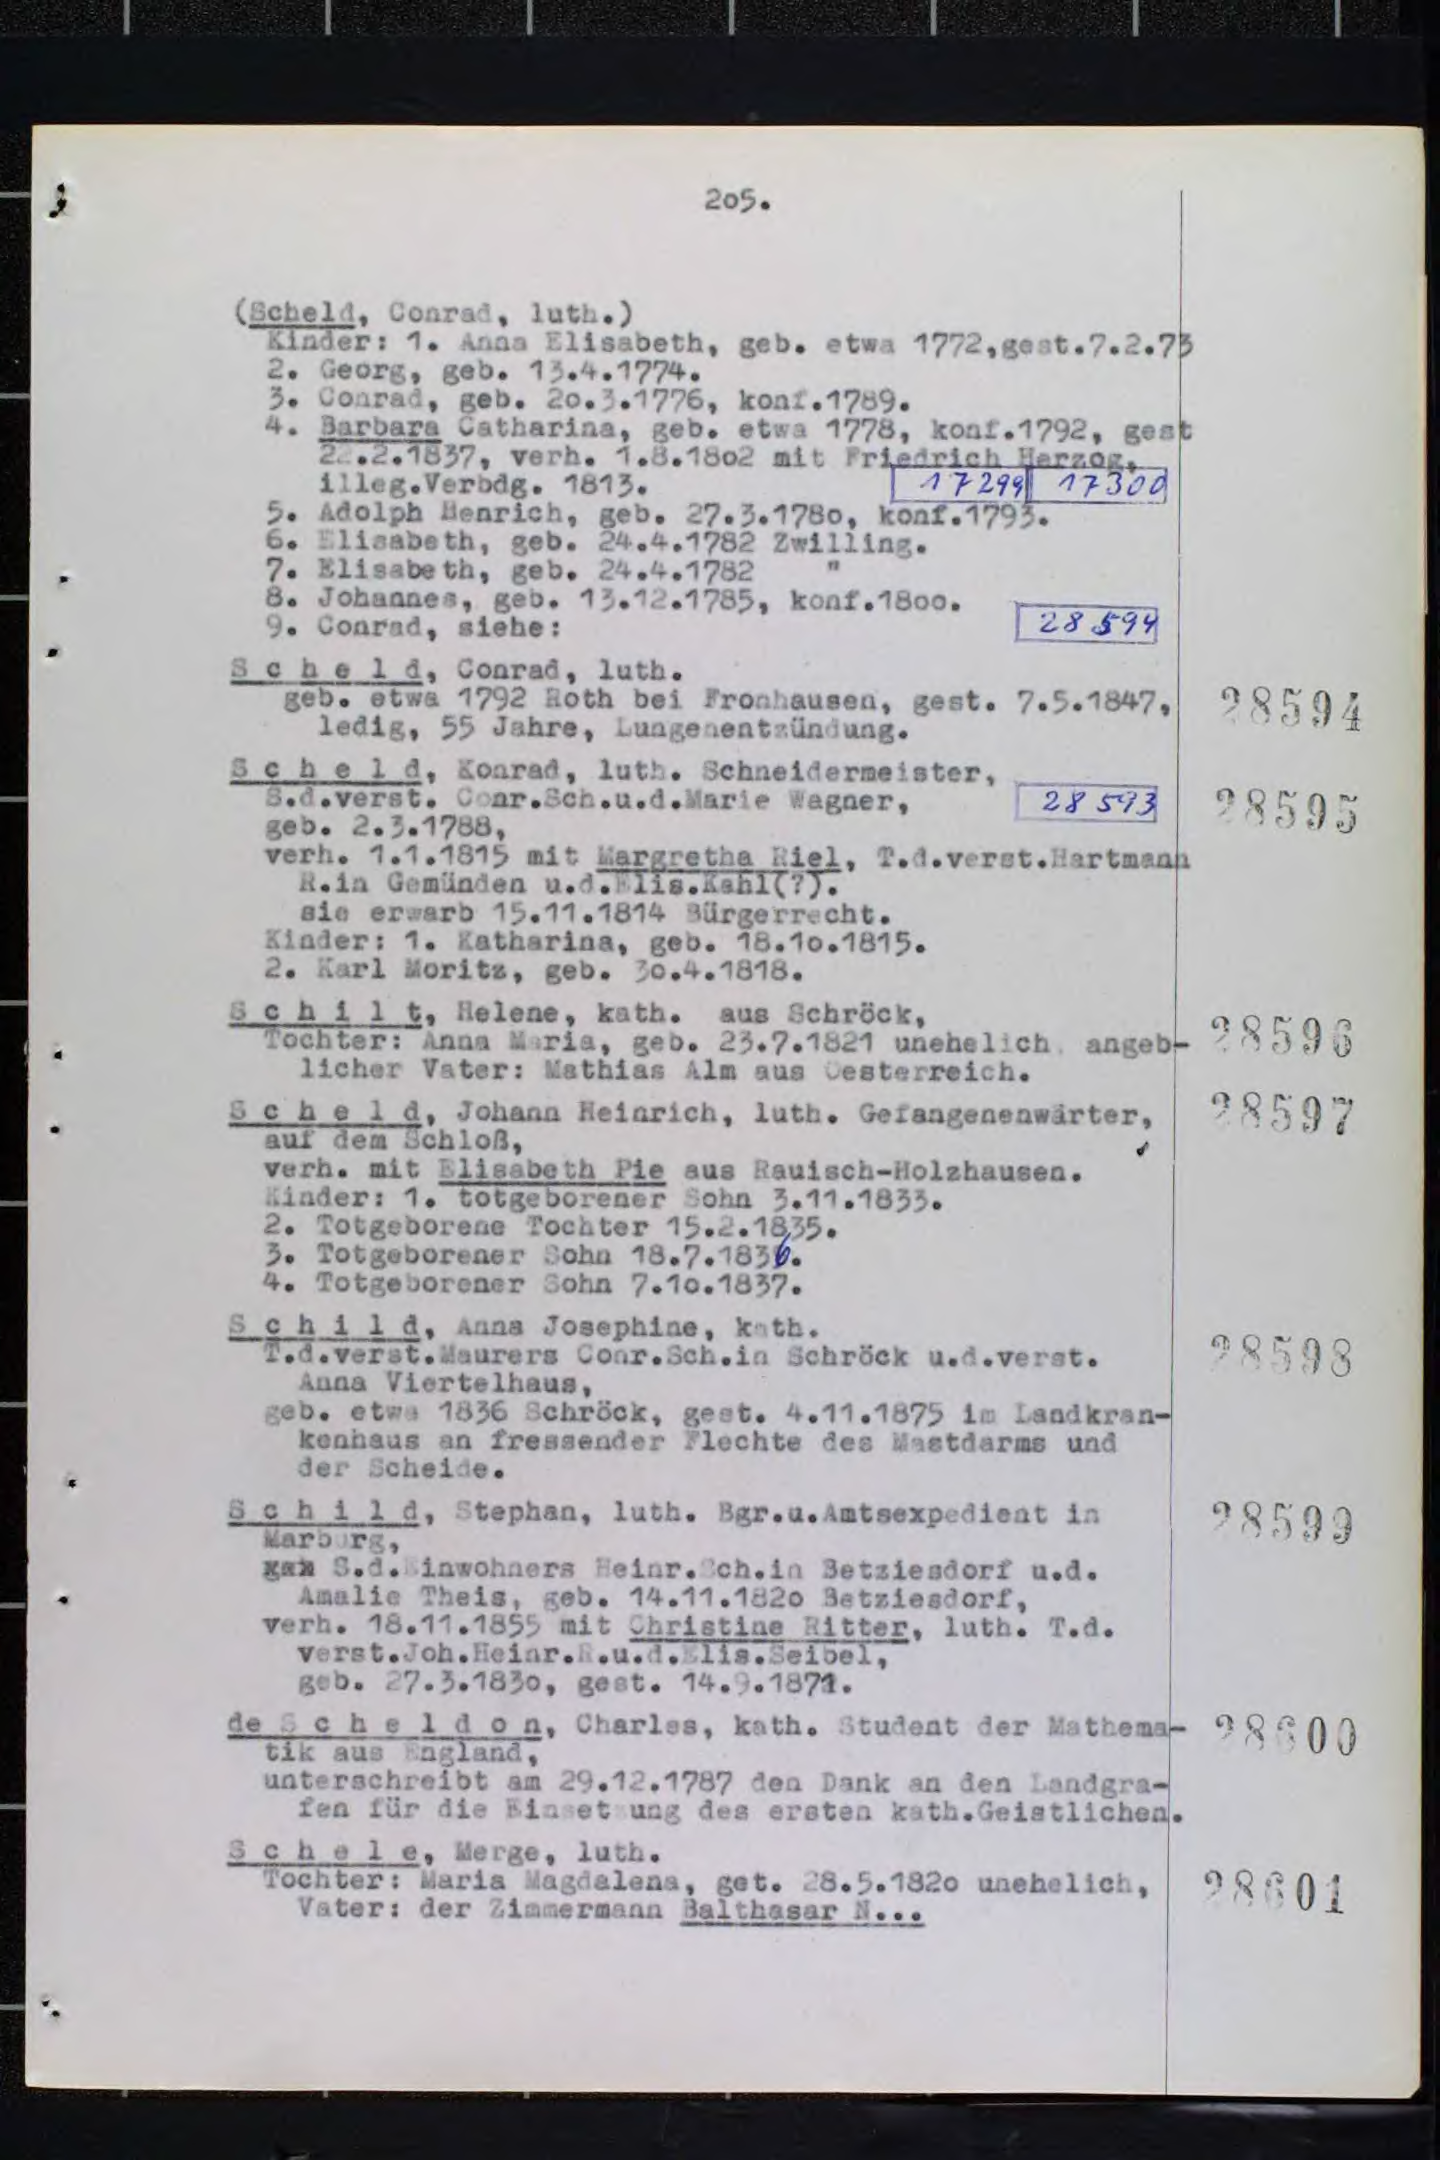 205.
(Scheld, Conrad, luth.)
Kinder: 1. Anna Elisabeth, geb. etwa 1772,gest.7.2.73
2. Georg, geb. 13.4.1774.
3. Conrad, geb. 2o.3.1776, konf.1789.
4. Barbara Catharina, geb. etwa 1778, konf.1792, gest
22.2.1837, verh. 1.8.18o2 mit Friedrich Herzog,
illeg.Verbdg. 1813. 17299 17300
5. Adolph Henrich, geb. 27.3.178o, konf.1793.
6. Elisabeth, geb. 24.4.1782 Zwilling.
7. Elisabeth, geb. 24.4.1782 "
8. Johannes, geb. 13.12.1785, konf.18oo.
9. Conrad, siehe: 28594
S c h e l d, Conrad, luth.
geb. etwa 1792 Roth bei Fronhausen, gest. 7.5.1847, 28594
ledig, 55 Jahre, Lungenentzündung.
S c h e l d, Konrad, luth. Schneidermeister,
S.d.verst. Conr.Sch.u.d.Marie Wagner, 28593 28595
geb. 2.3.1788,
verh. 1.1.1815 mit Margretha Riel, T.d.verst.Hartmann
R.in Gemünden u.d.Elis.Kahl(?).
sie erwarb 15.11.1814 Bürgerrecht.
Kinder: 1. Katharina, geb. 18.1o.1815.
2. Karl Moritz, geb. 3o.4.1818.
S c h i l t, Helene, kath. aus Schröck,
Tochter: Anna Maria, geb. 23.7.1821 unehelich, angeb- 28596
licher Vater: Mathias Alm aus Oesterreich.
S c h e l d, Johann Heinrich, luth. Gefangenenwärter, 28597
auf dem Schloß,
verh. mit Elisabeth Pie aus Rauisch-Holzhausen.
Kinder: 1. totgeborener Sohn 3.11.1833.
2. Totgeborene Tochter 15.2.1835.
3. Totgeborener Sohn 18.7.1836.
4. Totgeborener Sohn 7.1o.1837.
S c h i l d, Anna Josephine, kath.
T.d.verst.Maurers Conr.Sch.in Schröck u.d.verst. 28598
Anna Viertelhaus,
geb. etwa 1836 Schröck, gest. 4.11.1875 im Landkran-
kenhaus an fressender Flechte des Mastdarms und
der Scheide.
S c h i l d, Stephan, luth. Bgr.u.Amtsexpedient in 28599
Marburg,
S.d.Einwohners Heinr.Sch.in Betziesdorf u.d.
Amalie Theis, geb. 14.11.182o Betziesdorf,
verh. 18.11.1855 mit Christine Ritter, luth. T.d.
verst.Joh.Heinr.R.u.d.Elis.Seibel,
geb. 27.3.183o, gest. 14.9.1871.
de S c h e l d o n, Charles, kath. Student der Mathema- 28600
tik aus England,
unterschreibt am 29.12.1787 den Dank an den Landgra-
fen für die Einsetzung des ersten kath.Geistlichen.
S c h e l e, Merge, luth.
Tochter: Maria Magdalena, get. 28.5.182o unehelich, 28601
Vater: der Zimmermann Balthasar N...